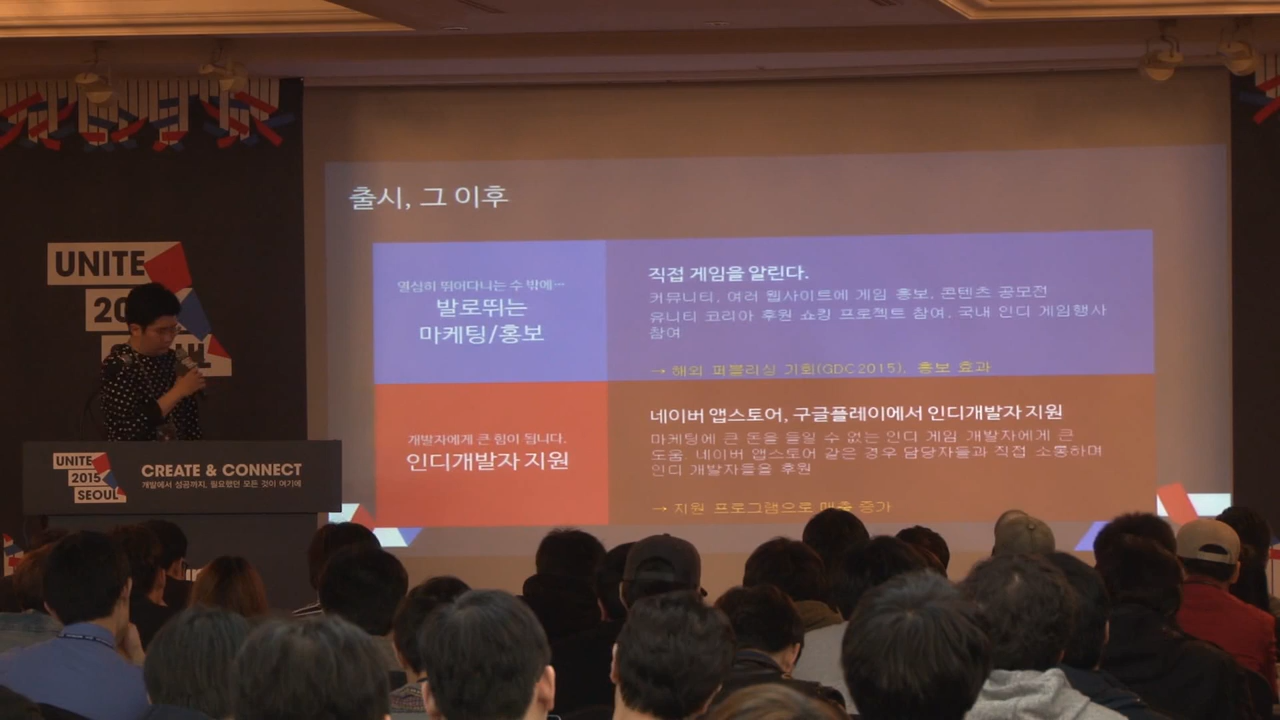 출시, 그 이후
열심히 뛰어다니는 수 밖에…
발로뛰는
마케팅/홍보
직접 게임을 알린다.
커뮤니티, 여러 웹사이트에 게임 홍보, 콘텐츠 공모전
유니티 코리아 후원 쇼킹 프로젝트 참여, 국내 인디 게임행사
참여
→ 해외 퍼블리싱 기회(GDC2015), 홍보 효과
개발자에게 큰 힘이 됩니다.
인디개발자 지원
네이버 앱스토어, 구글플레이에서 인디개발자 지원
마케팅에 큰 돈을 들일 수 없는 인디 게임 개발자에게 큰
도움. 네이버 앱스토어 같은 경우 담당자들과 직접 소통하며
인디 개발자들을 후원
→ 지원 프로그램으로 매출 증가
UNITE
20
UNITE
2015
SEOUL
CREATE & CONNECT
개발에서 성공까지, 필요했던 모든 것이 여기에